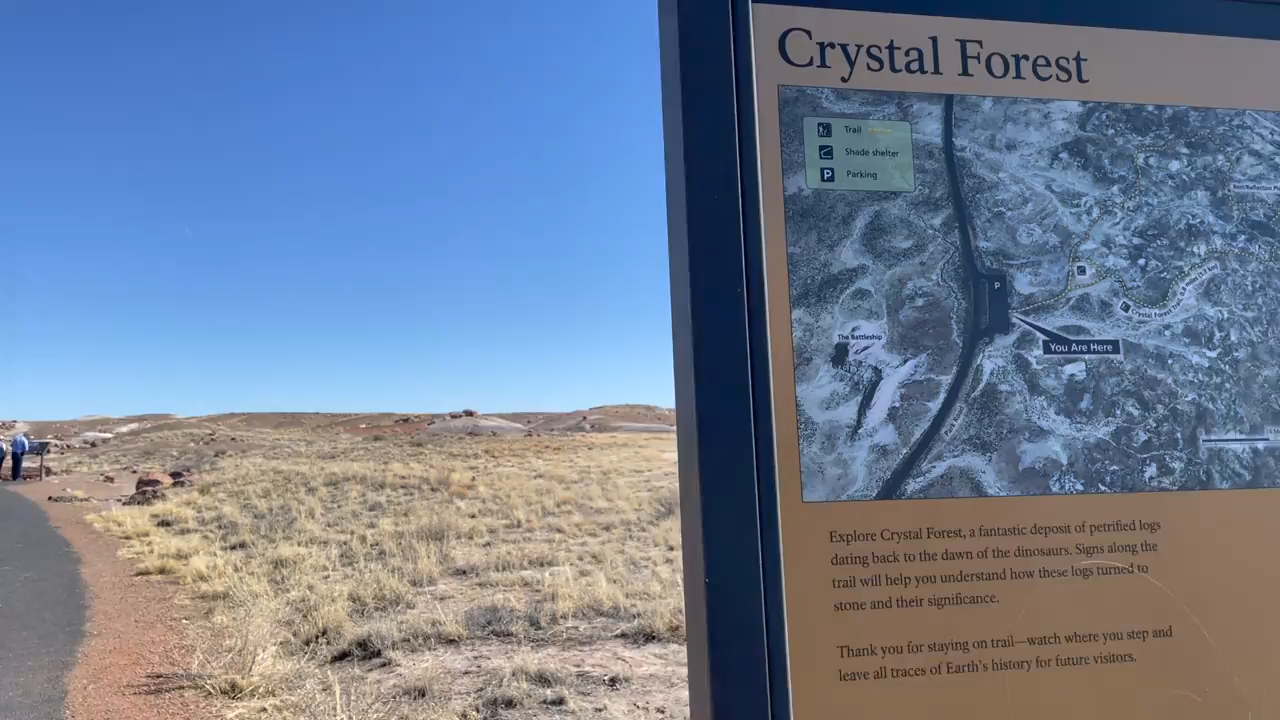 Crystal Forest
Trail
Shade shelter
Parking
P
P
The Battleship
Crystal Forest Trail
You Are Here
Explore Crystal Forest, a fantastic deposit of petrified logs
dating back to the dawn of the dinosaurs. Signs along the
trail will help you understand how these logs turned to
stone and their significance.
Thank you for staying on trail—watch where you step and
leave all traces of Earth's history for future visitors.